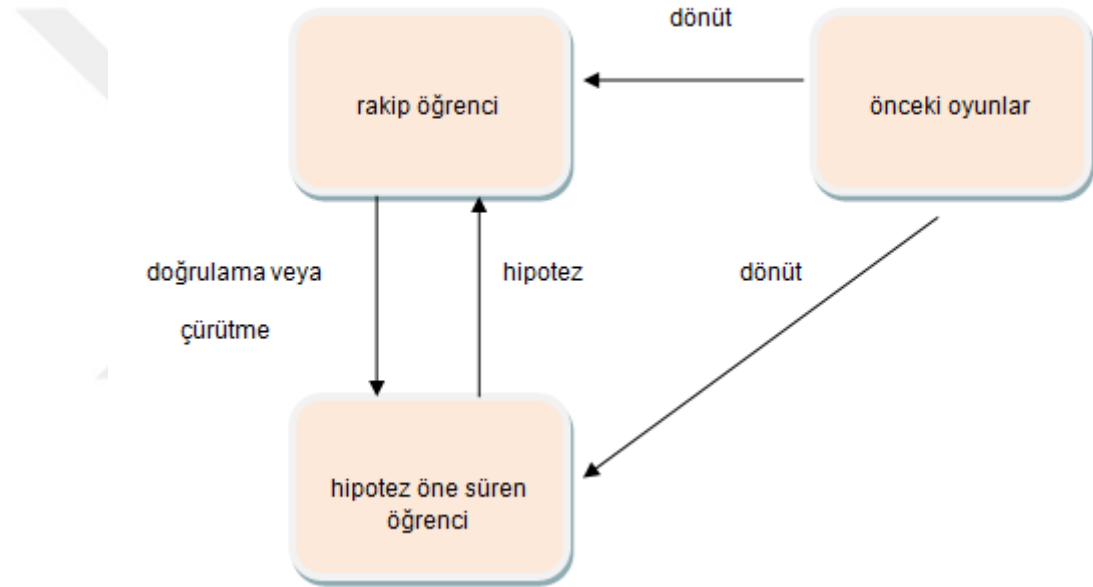 dönüt
rakip öğrenci
önceki oyunlar
doğrulama veya
çürütme
hipotez
dönüt
hipotez öne süren
öğrenci